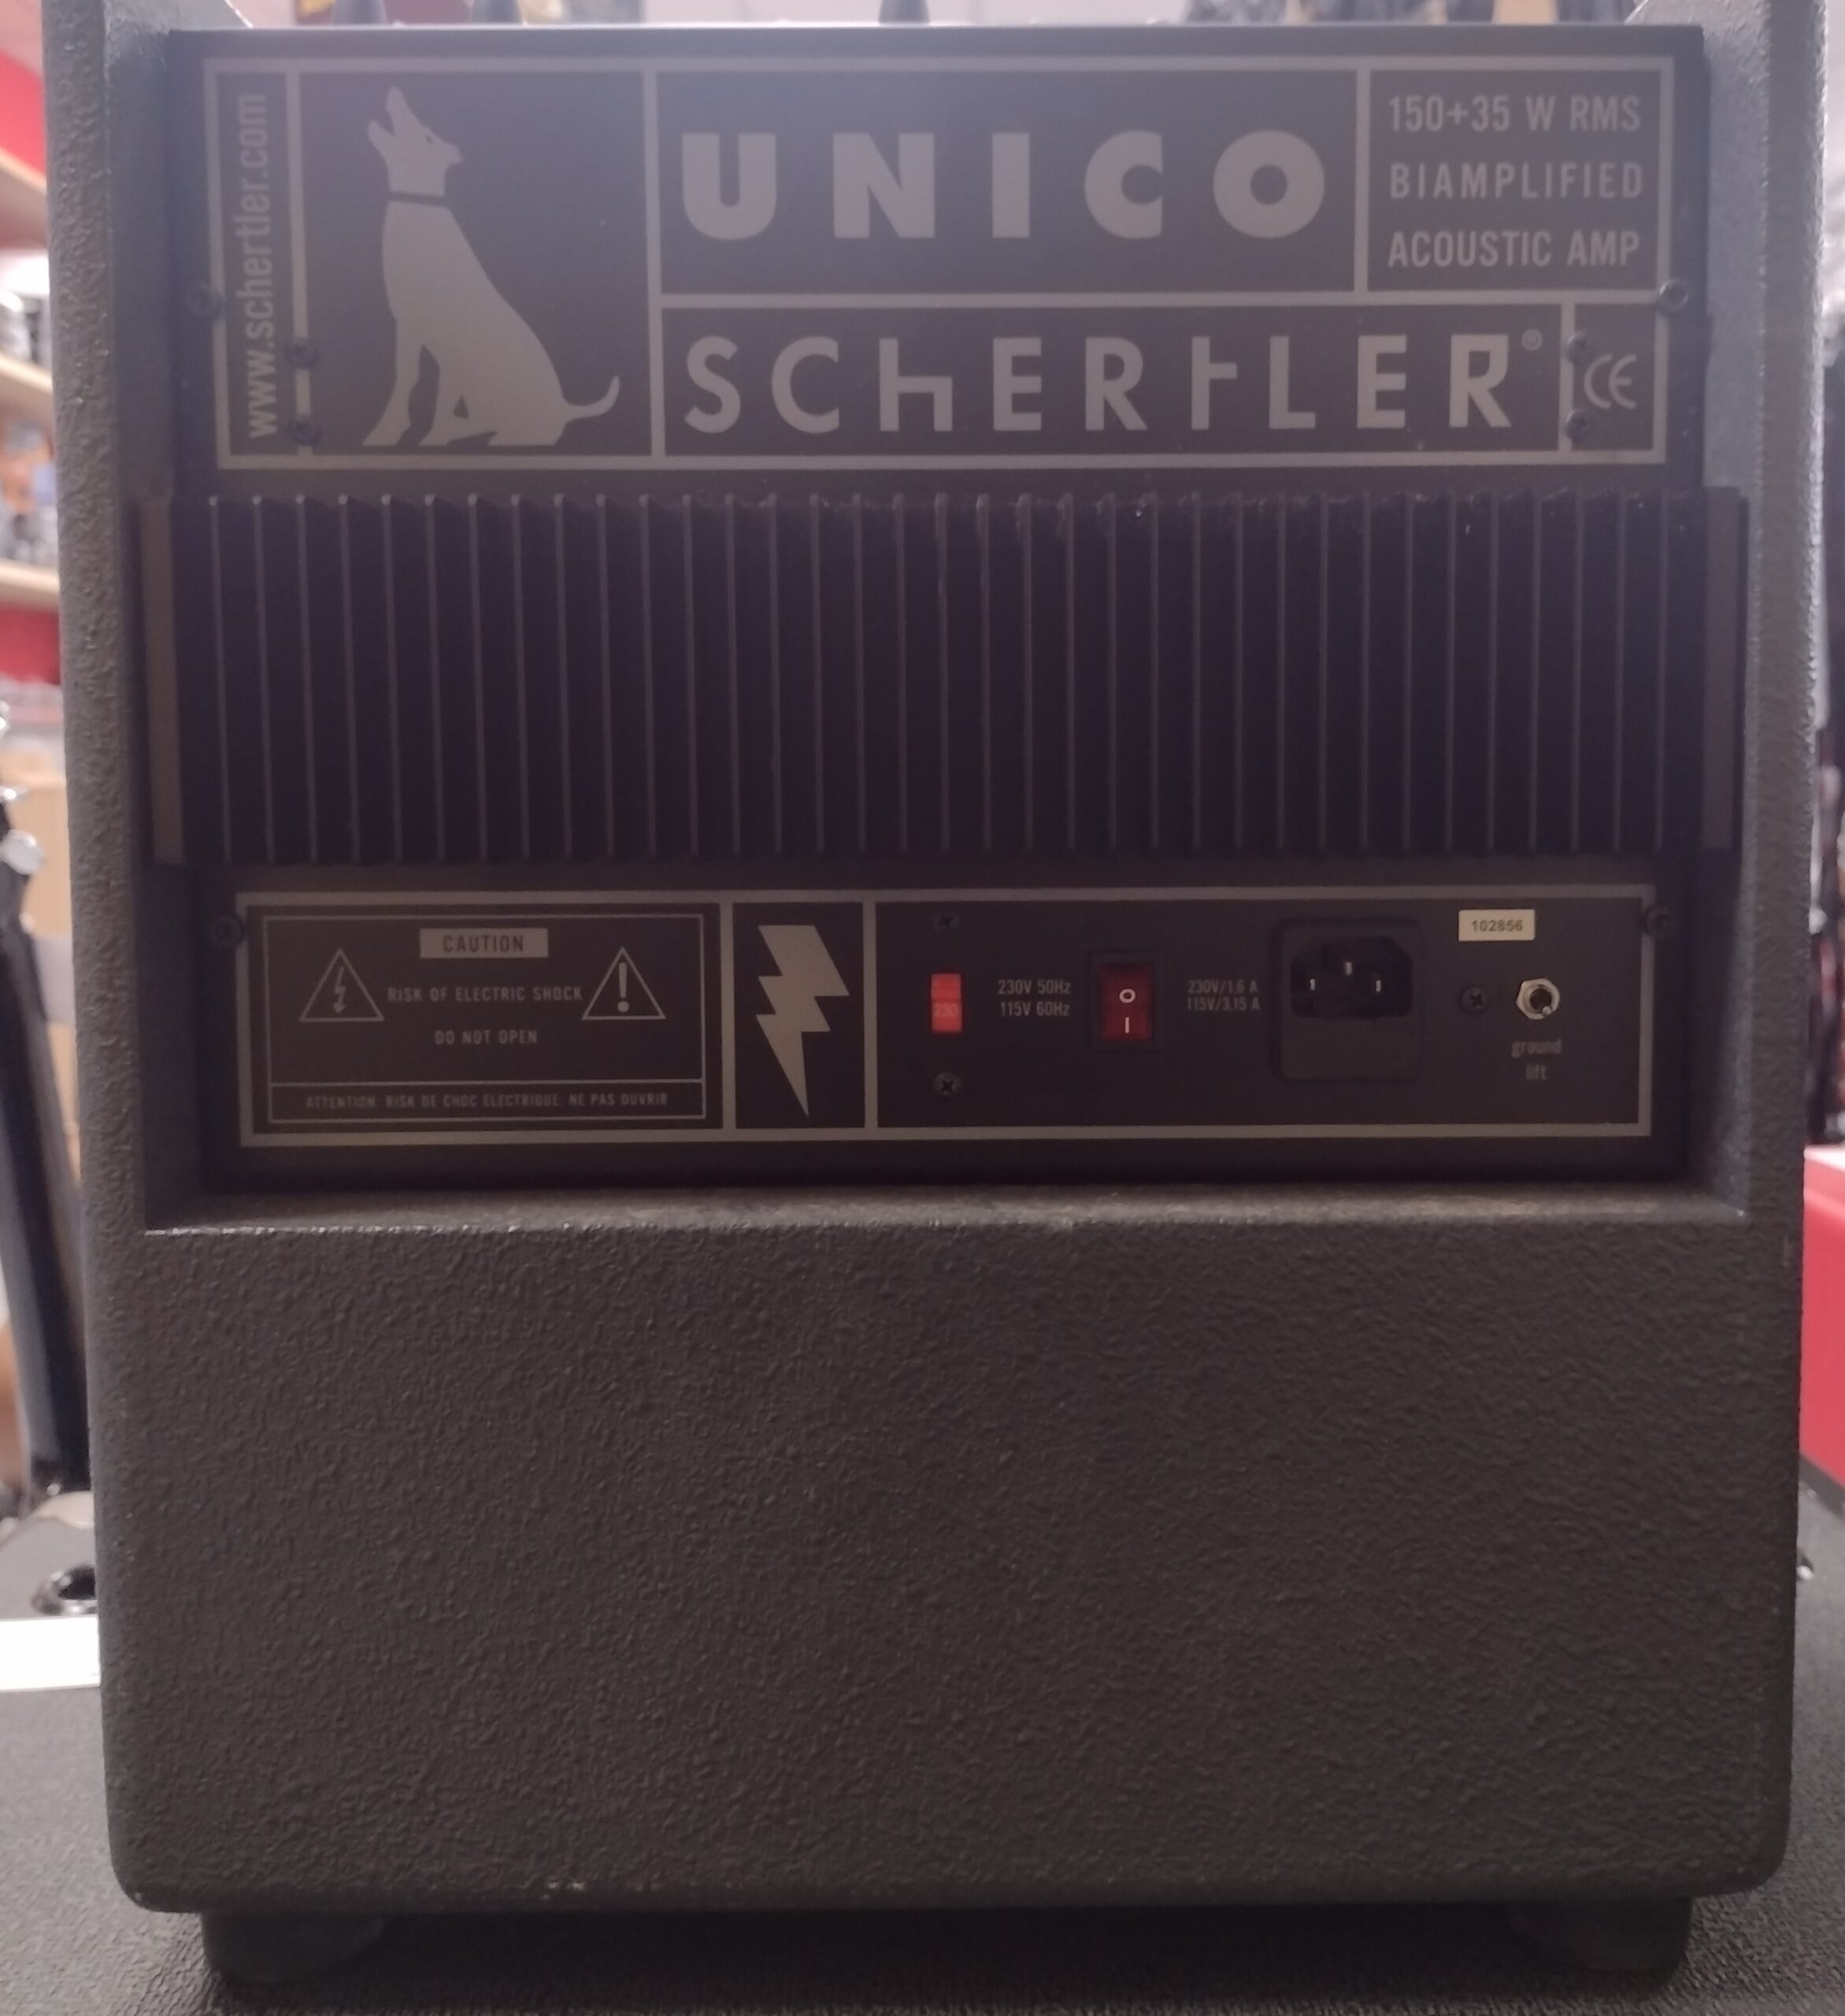 www.schertler.com
UNICO
150+35 W RMS
BIAMPLIFIED
ACOUSTIC AMP
SCHERTLER®
CE
CAUTION
RISK OF ELECTRIC SHOCK
DO NOT OPEN
ATTENTION: RISK DE CHOC ELECTRIQUE. NE PAS OUVRIR
230
230V 50Hz
115V 60Hz
O
I
230V/1,6 A
115V/3,15 A
102856
ground
lift